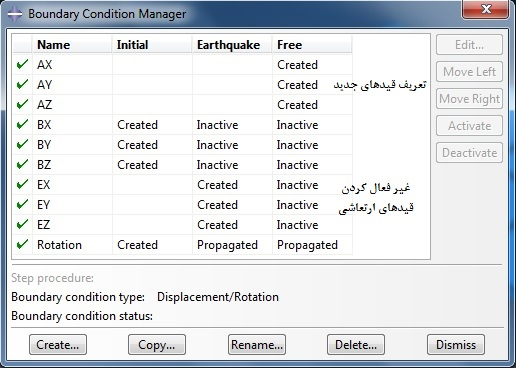 Boundary Condition Manager
Name Initial Earthquake Free
AX Created
AY Created
AZ Created
تعریف قیدهای جدید
BX Created Inactive Inactive
BY Created Inactive Inactive
BZ Created Inactive Inactive
EX Created Inactive
EY Created Inactive
EZ Created Inactive
غیر فعال کردن
قیدهای ارتعاشی
Rotation Created Propagated Propagated
Edit...
Move Left
Move Right
Activate
Deactivate
Step procedure:
Boundary condition type: Displacement/Rotation
Boundary condition status:
Create... Copy... Rename... Delete... Dismiss